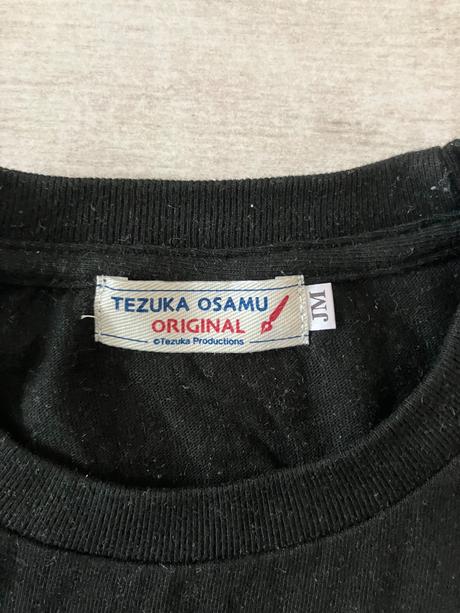 TEZUKA OSAMU
ORIGINAL
©Tezuka Productions
JM